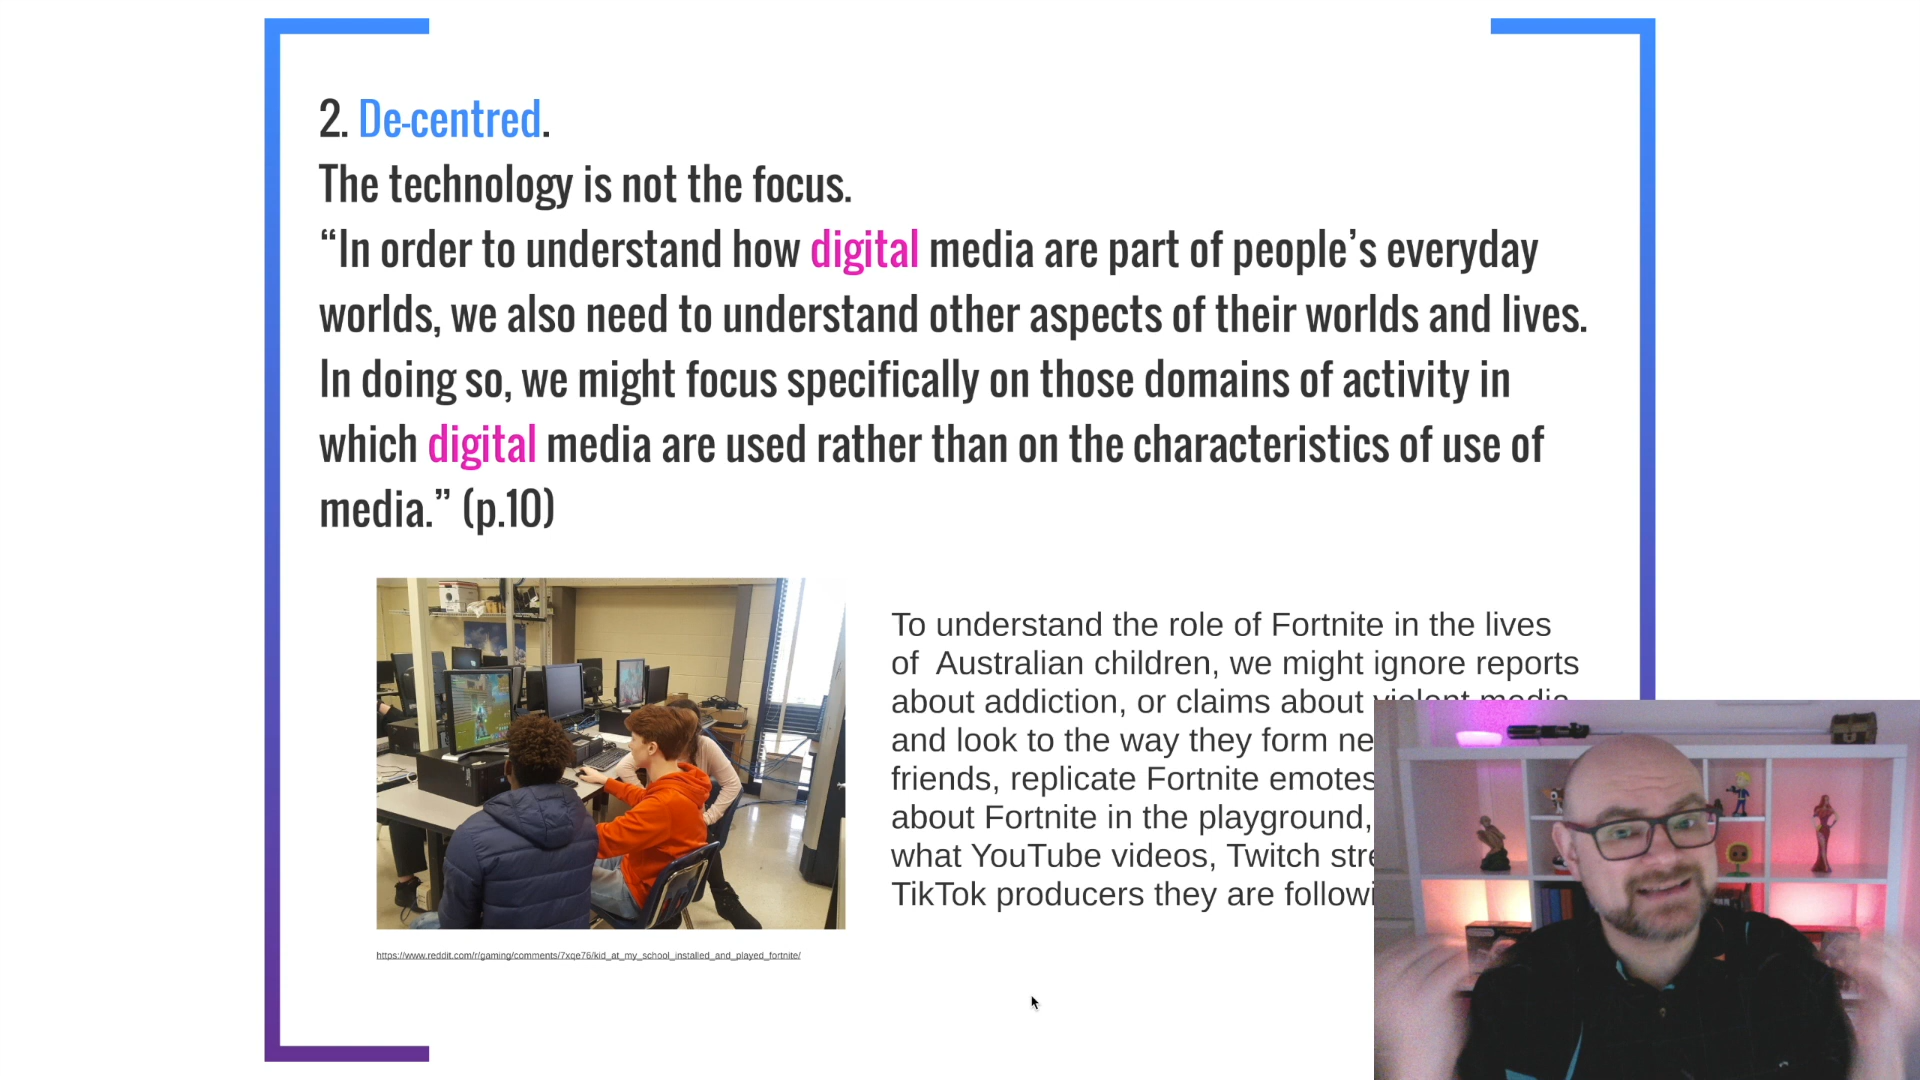 2. De-centred.
The technology is not the focus.
“In order to understand how digital media are part of people’s everyday
worlds, we also need to understand other aspects of their worlds and lives.
In doing so, we might focus specifically on those domains of activity in
which digital media are used rather than on the characteristics of use of
media.” (p.10)
To understand the role of Fortnite in the lives
of  Australian children, we might ignore reports
about addiction, or claims about violent media
and look to the way they form
friends, replicate Fortnite emotes
about Fortnite in the playground,
what YouTube videos, Twitch
TikTok producers they are
https://www.reddit.com/r/gaming/comments/7xqe76/kid_at_my_school_installed_and_played_fortnite/